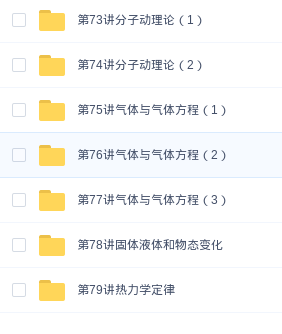 第73讲分子动理论（1）
第74讲分子动理论（2）
第75讲气体与气体方程（1）
第76讲气体与气体方程（2）
第77讲气体与气体方程（3）
第78讲固体液体和物态变化
第79讲热力学定律